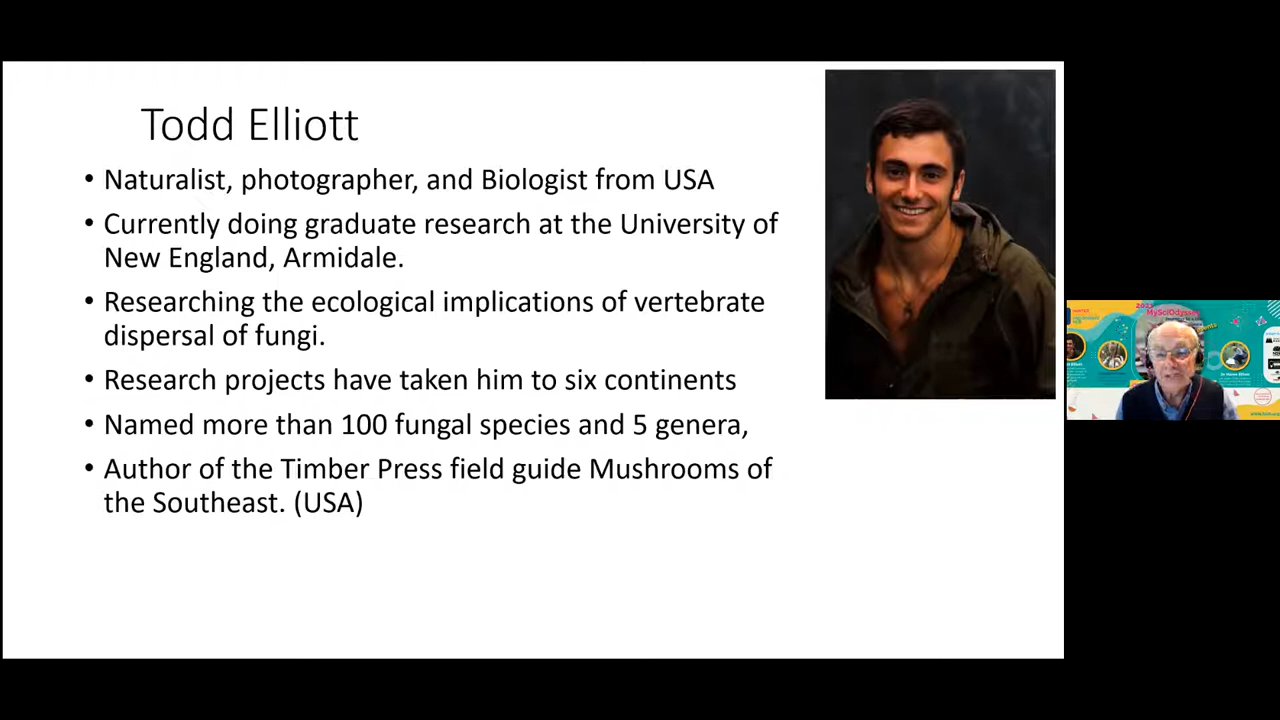 Todd Elliott
• Naturalist, photographer, and Biologist from USA
• Currently doing graduate research at the University of
New England, Armidale.
• Researching the ecological implications of vertebrate
dispersal of fungi.
• Research projects have taken him to six continents
• Named more than 100 fungal species and 5 genera,
• Author of the Timber Press field guide Mushrooms of
the Southeast. (USA)
MySciOdyssey